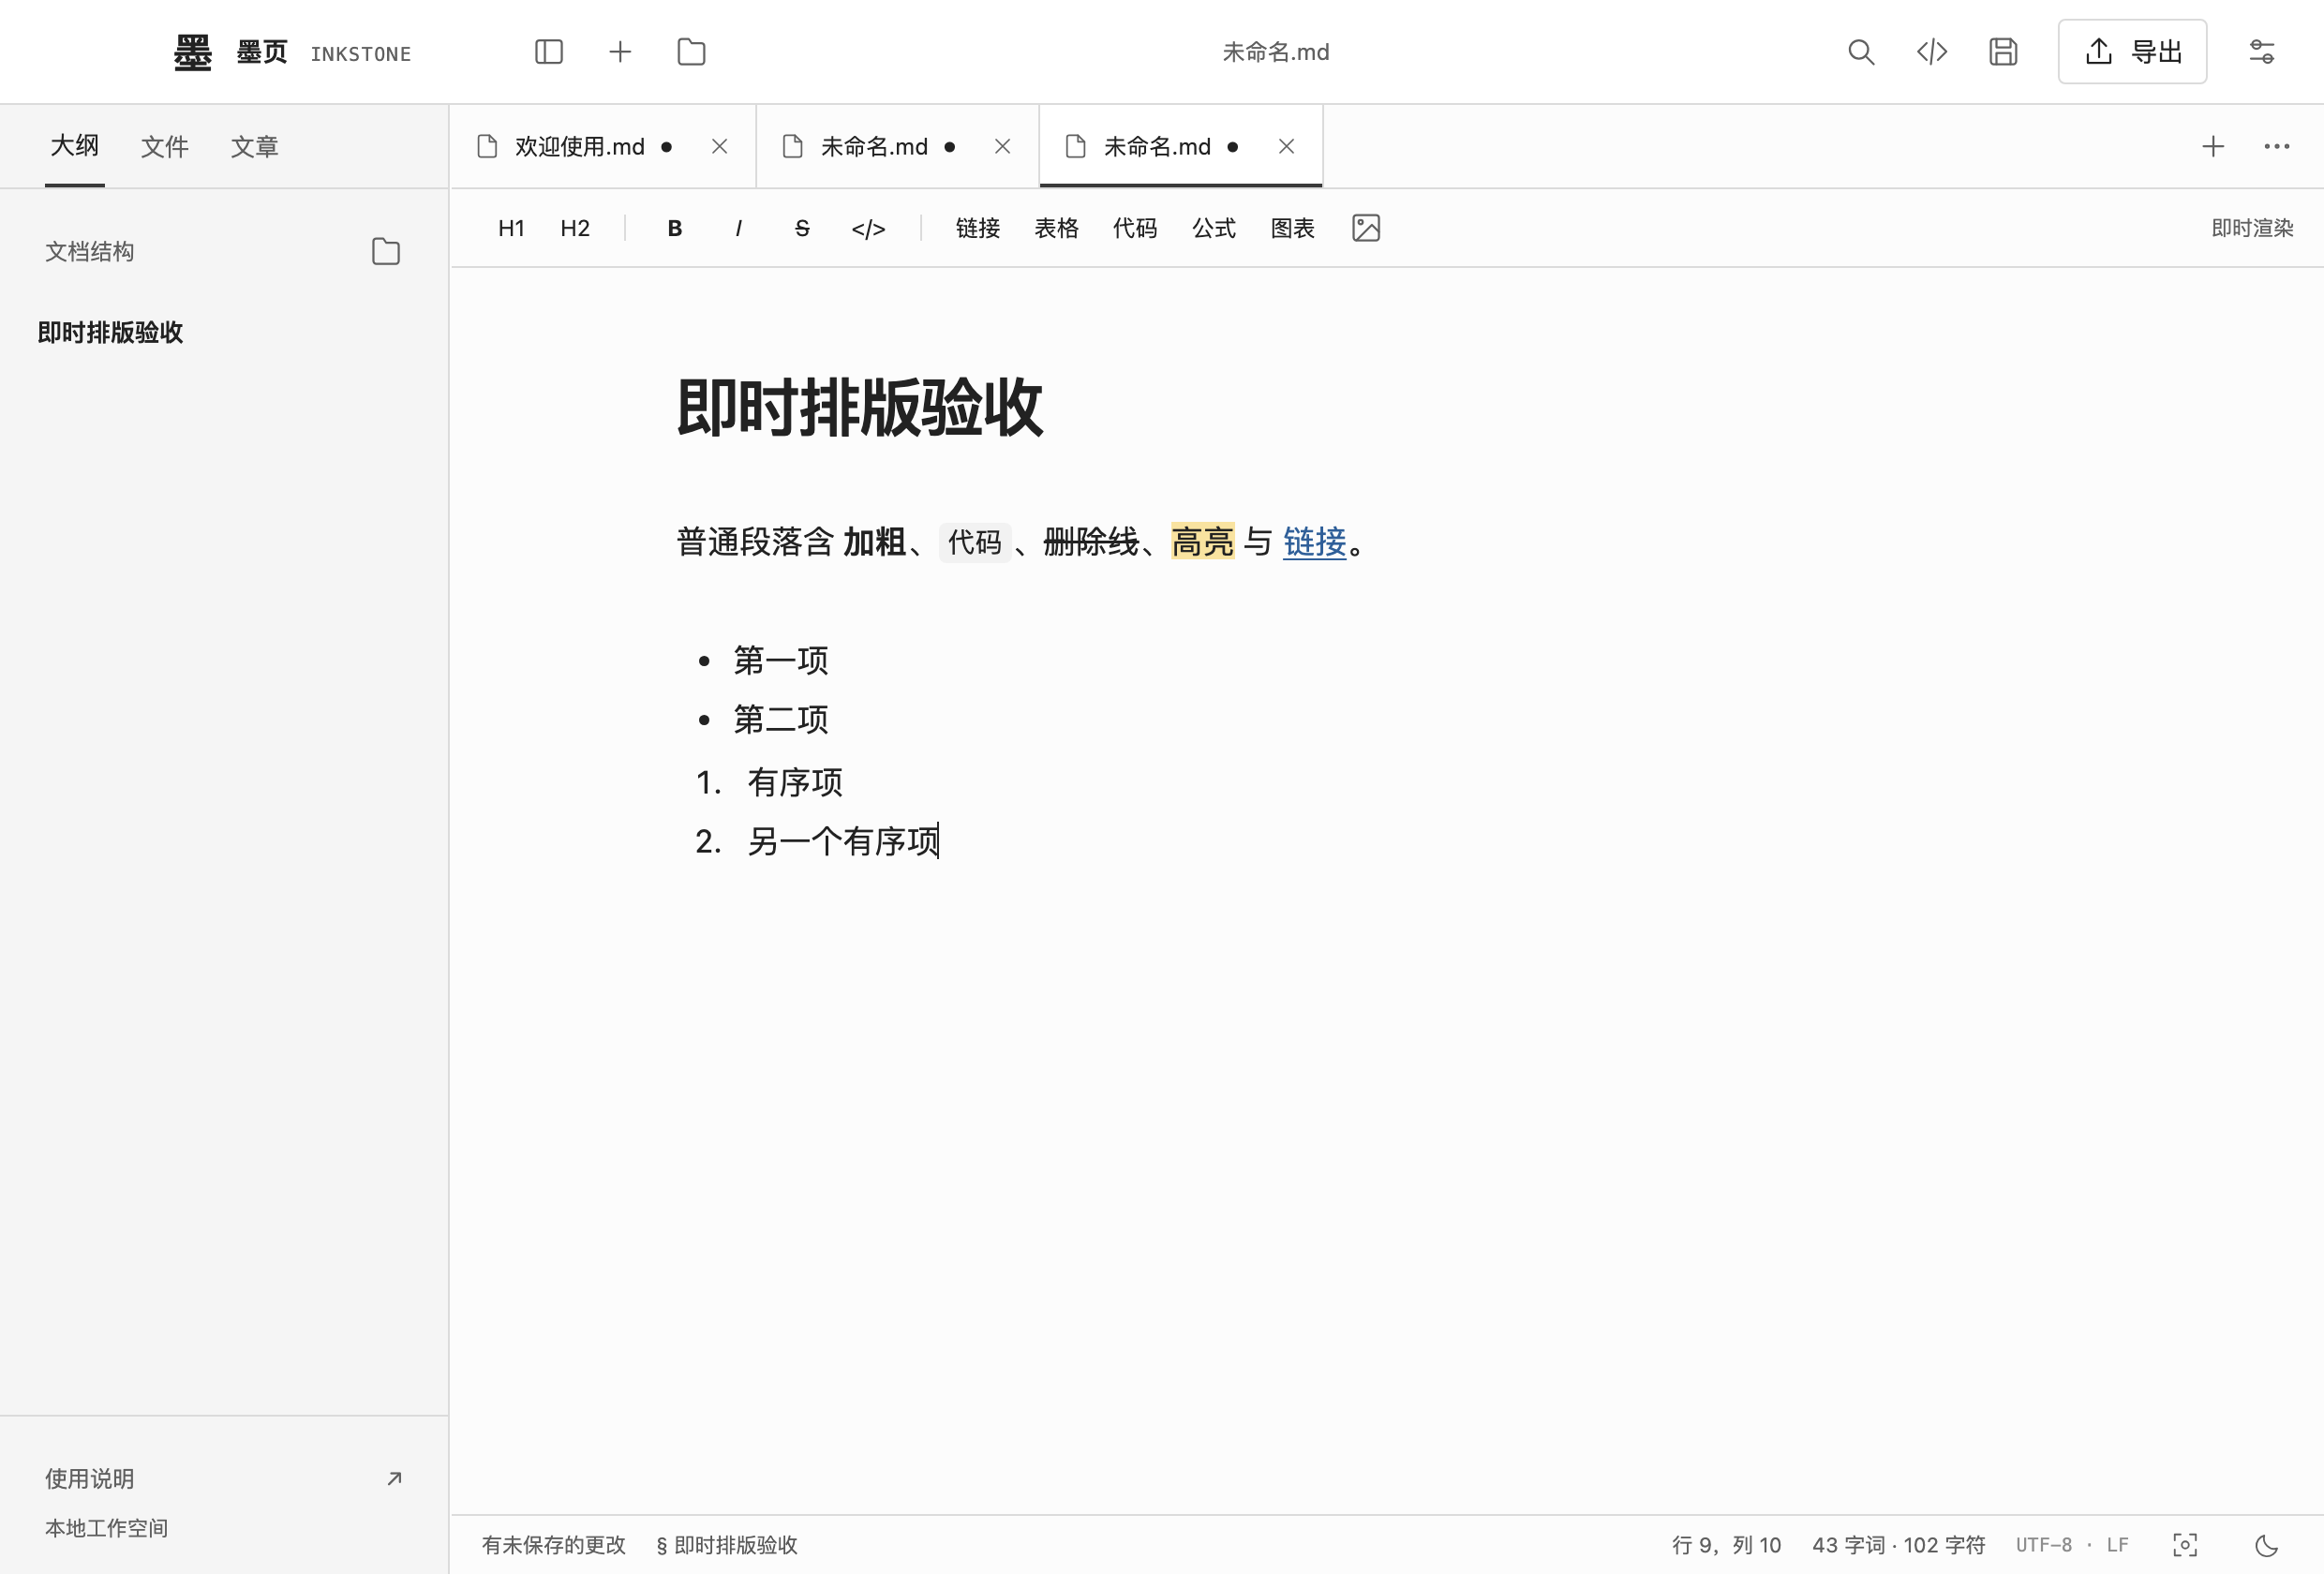 墨 墨页 INKSTONE 未命名.md 导出
大纲 文件 文章 欢迎使用.md 未命名.md 未命名.md
H1 H2 B I S </> 链接 表格 代码 公式 图表 即时渲染
文档结构
即时排版验收
即时排版验收
普通段落含 加粗、代码、删除线、高亮 与 链接。
• 第一项
• 第二项
1. 有序项
2. 另一个有序项
使用说明
本地工作空间
有未保存的更改 § 即时排版验收 行 9，列 10 43 字词 · 102 字符 UTF-8 · LF